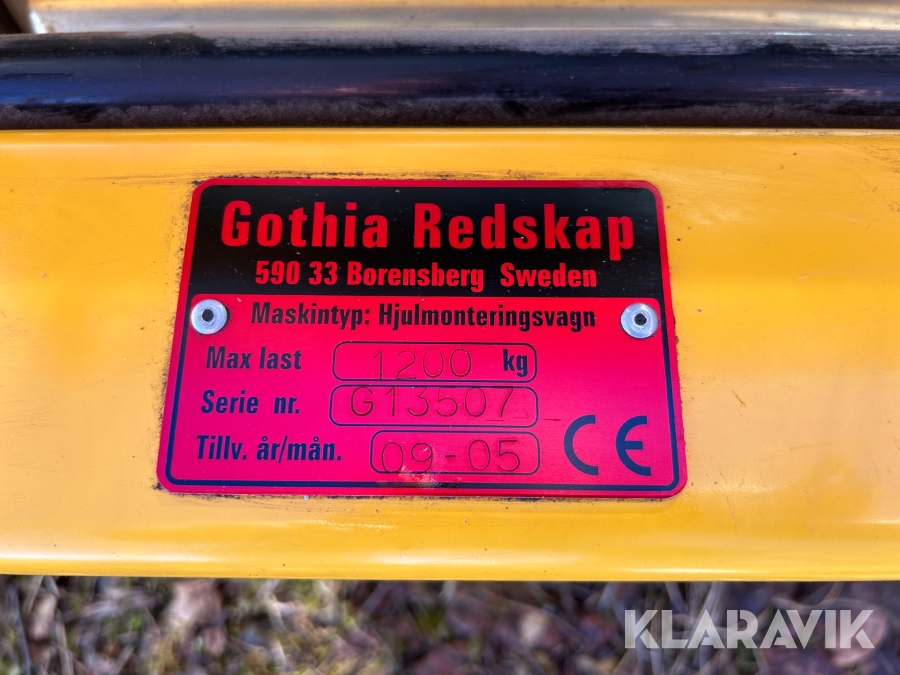 Gothia Redskap
590 33 Borensberg Sweden
Maskintyp: Hjulmonteringsvagn
Max last 1200 kg
Serie nr. G13507
Tillv. år/mån. 09-05
CE
KLARAVIK